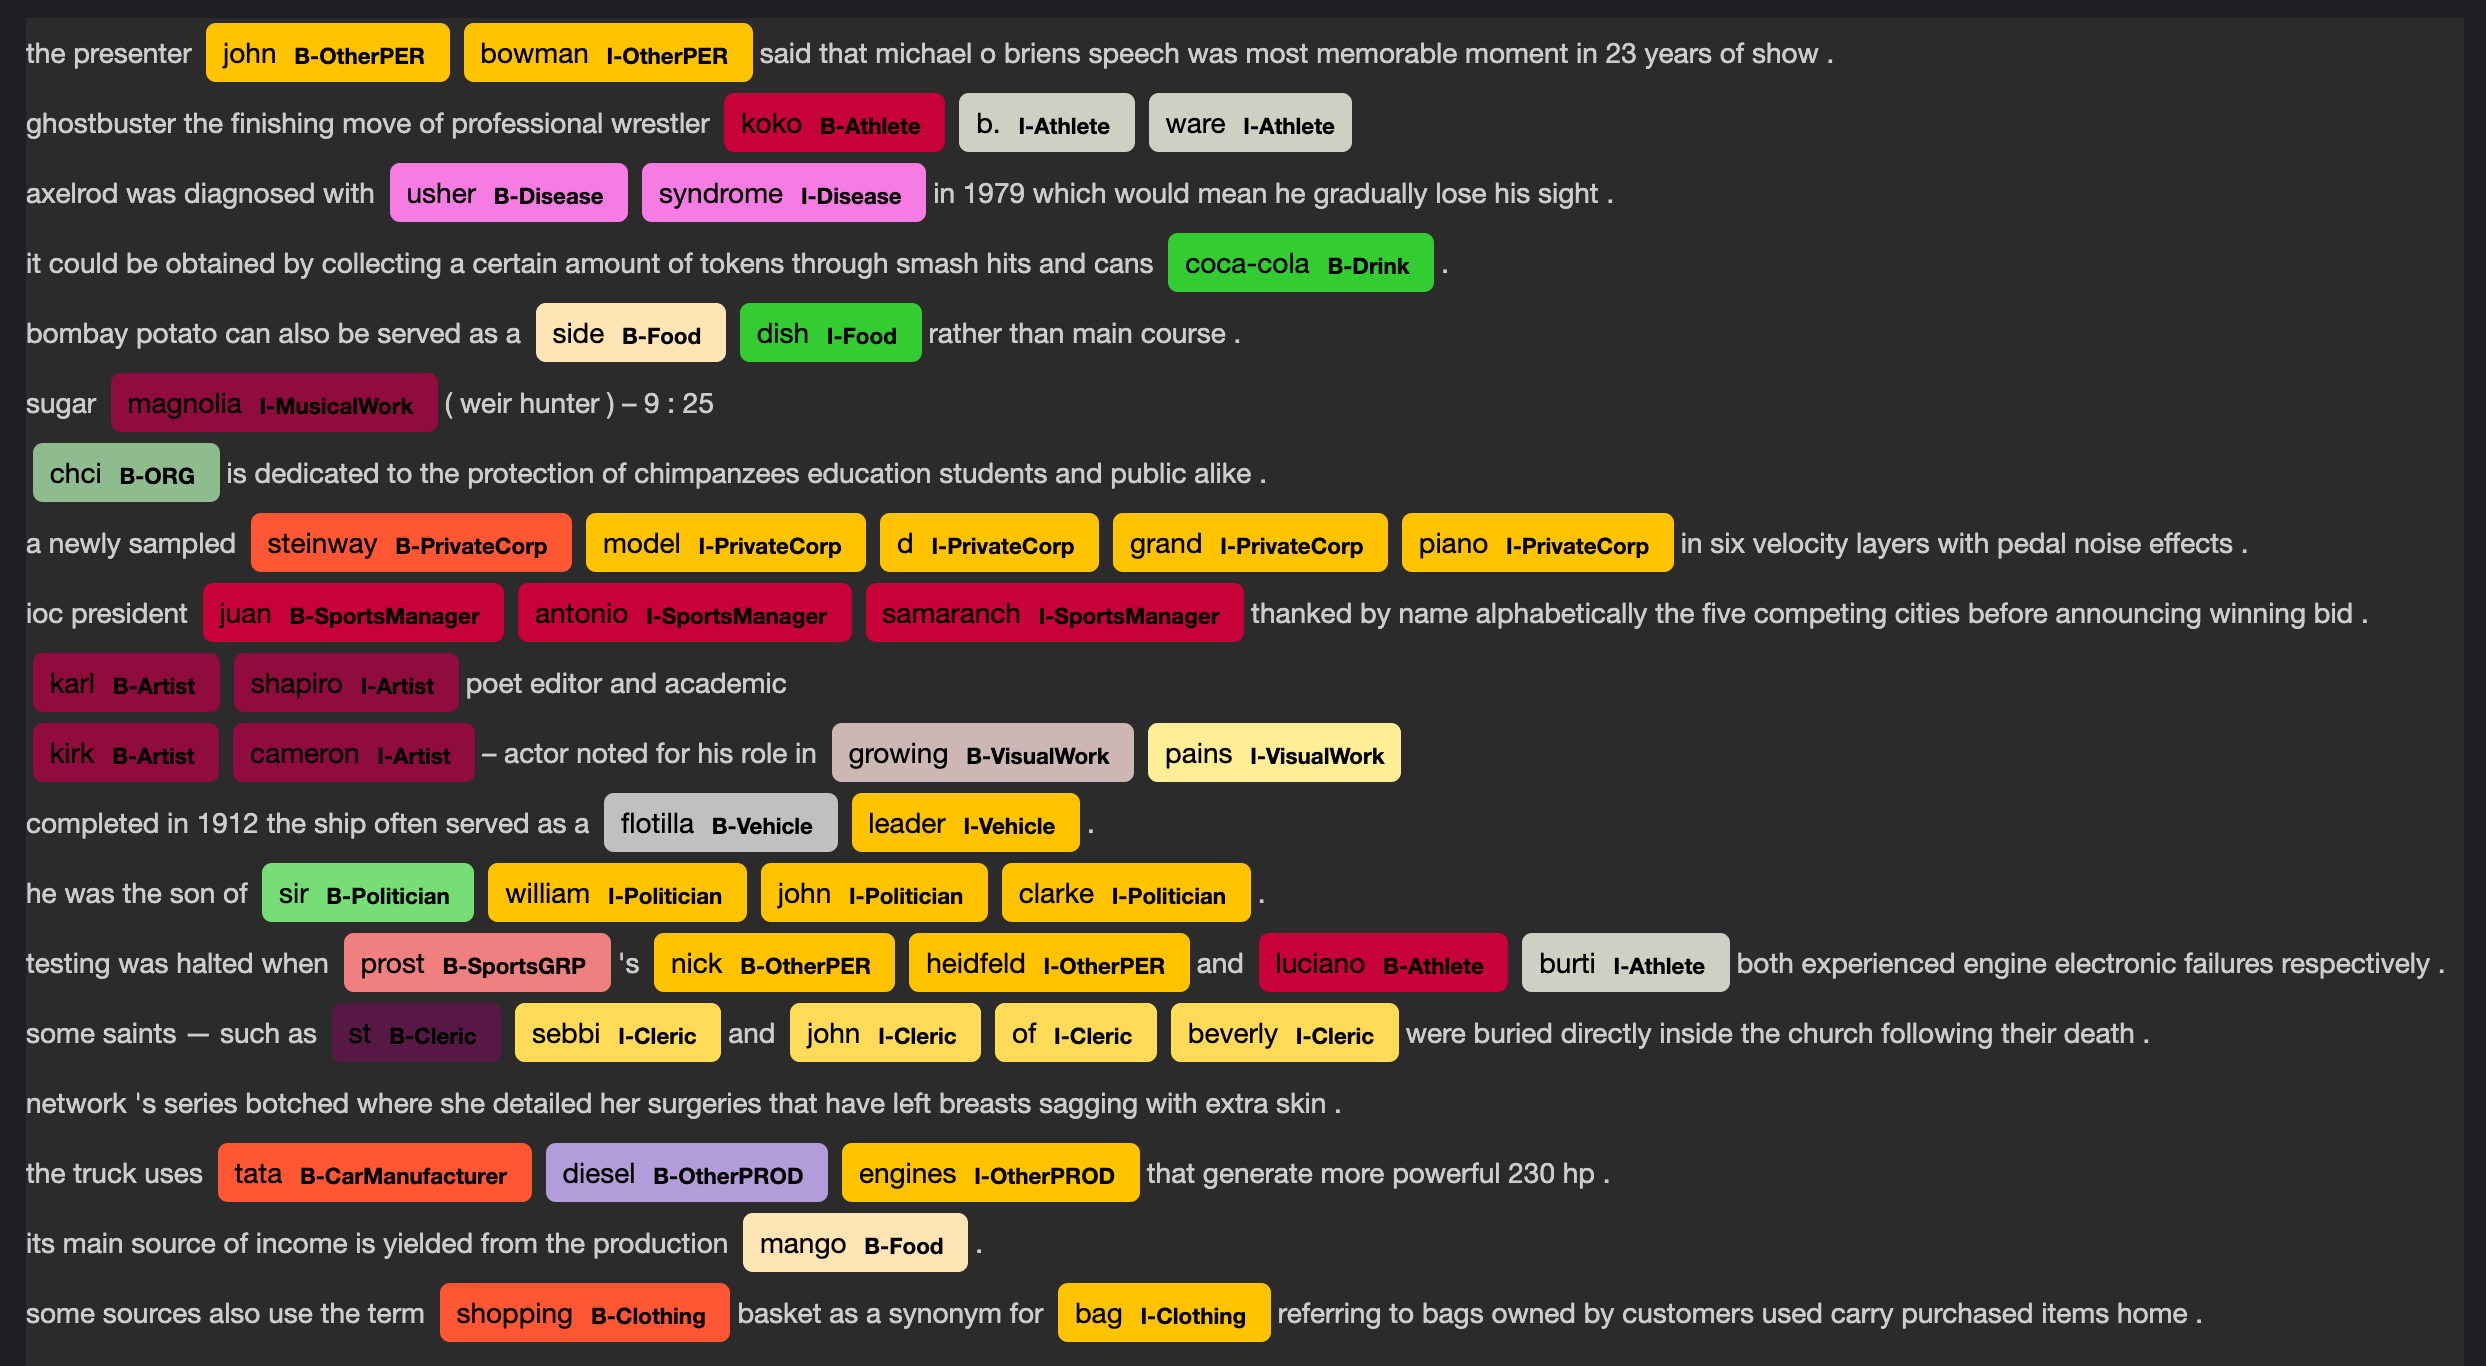 the presenter john B-OtherPER bowman I-OtherPER said that michael o briens speech was most memorable moment in 23 years of show .
ghostbuster the finishing move of professional wrestler koko B-Athlete b. I-Athlete ware I-Athlete
axelrod was diagnosed with usher B-Disease syndrome I-Disease in 1979 which would mean he gradually lose his sight .
it could be obtained by collecting a certain amount of tokens through smash hits and cans coca-cola B-Drink .
bombay potato can also be served as a side B-Food dish I-Food rather than main course .
sugar magnolia I-MusicalWork ( weir hunter ) – 9 : 25
chci B-ORG is dedicated to the protection of chimpanzees education students and public alike .
a newly sampled steinway B-PrivateCorp model I-PrivateCorp d I-PrivateCorp grand I-PrivateCorp piano I-PrivateCorp in six velocity layers with pedal noise effects .
ioc president juan B-SportsManager antonio I-SportsManager samaranch I-SportsManager thanked by name alphabetically the five competing cities before announcing winning bid .
karl B-Artist shapiro I-Artist poet editor and academic
kirk B-Artist cameron I-Artist – actor noted for his role in growing B-VisualWork pains I-VisualWork
completed in 1912 the ship often served as a flotilla B-Vehicle leader I-Vehicle .
he was the son of sir B-Politician william I-Politician john I-Politician clarke I-Politician .
testing was halted when prost B-SportsGRP 's nick B-OtherPER heidfeld I-OtherPER and luciano B-Athlete burti I-Athlete both experienced engine electronic failures respectively .
some saints — such as st B-Cleric sebbi I-Cleric and john I-Cleric of I-Cleric beverly I-Cleric were buried directly inside the church following their death .
network 's series botched where she detailed her surgeries that have left breasts sagging with extra skin .
the truck uses tata B-CarManufacturer diesel B-OtherPROD engines I-OtherPROD that generate more powerful 230 hp .
its main source of income is yielded from the production mango B-Food .
some sources also use the term shopping B-Clothing basket as a synonym for bag I-Clothing referring to bags owned by customers used carry purchased items home .